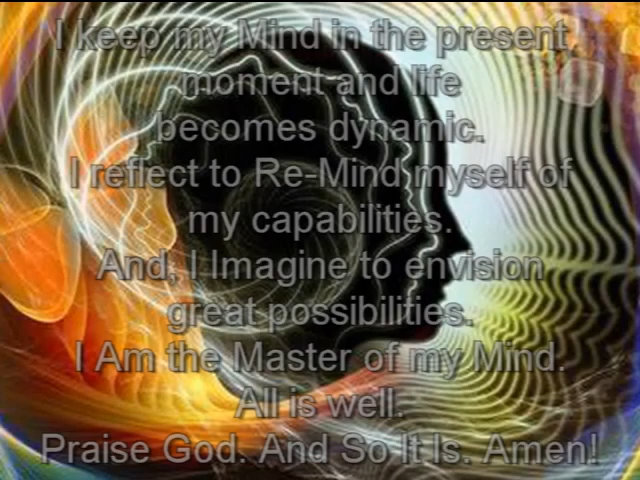 I keep my Mind in the present
moment and life
becomes dynamic.
I reflect to Re-Mind myself of
my capabilities.
And, I Imagine to envision
great possibilities.
I Am the Master of my Mind.
All is well.
Praise God. And So It Is. Amen!